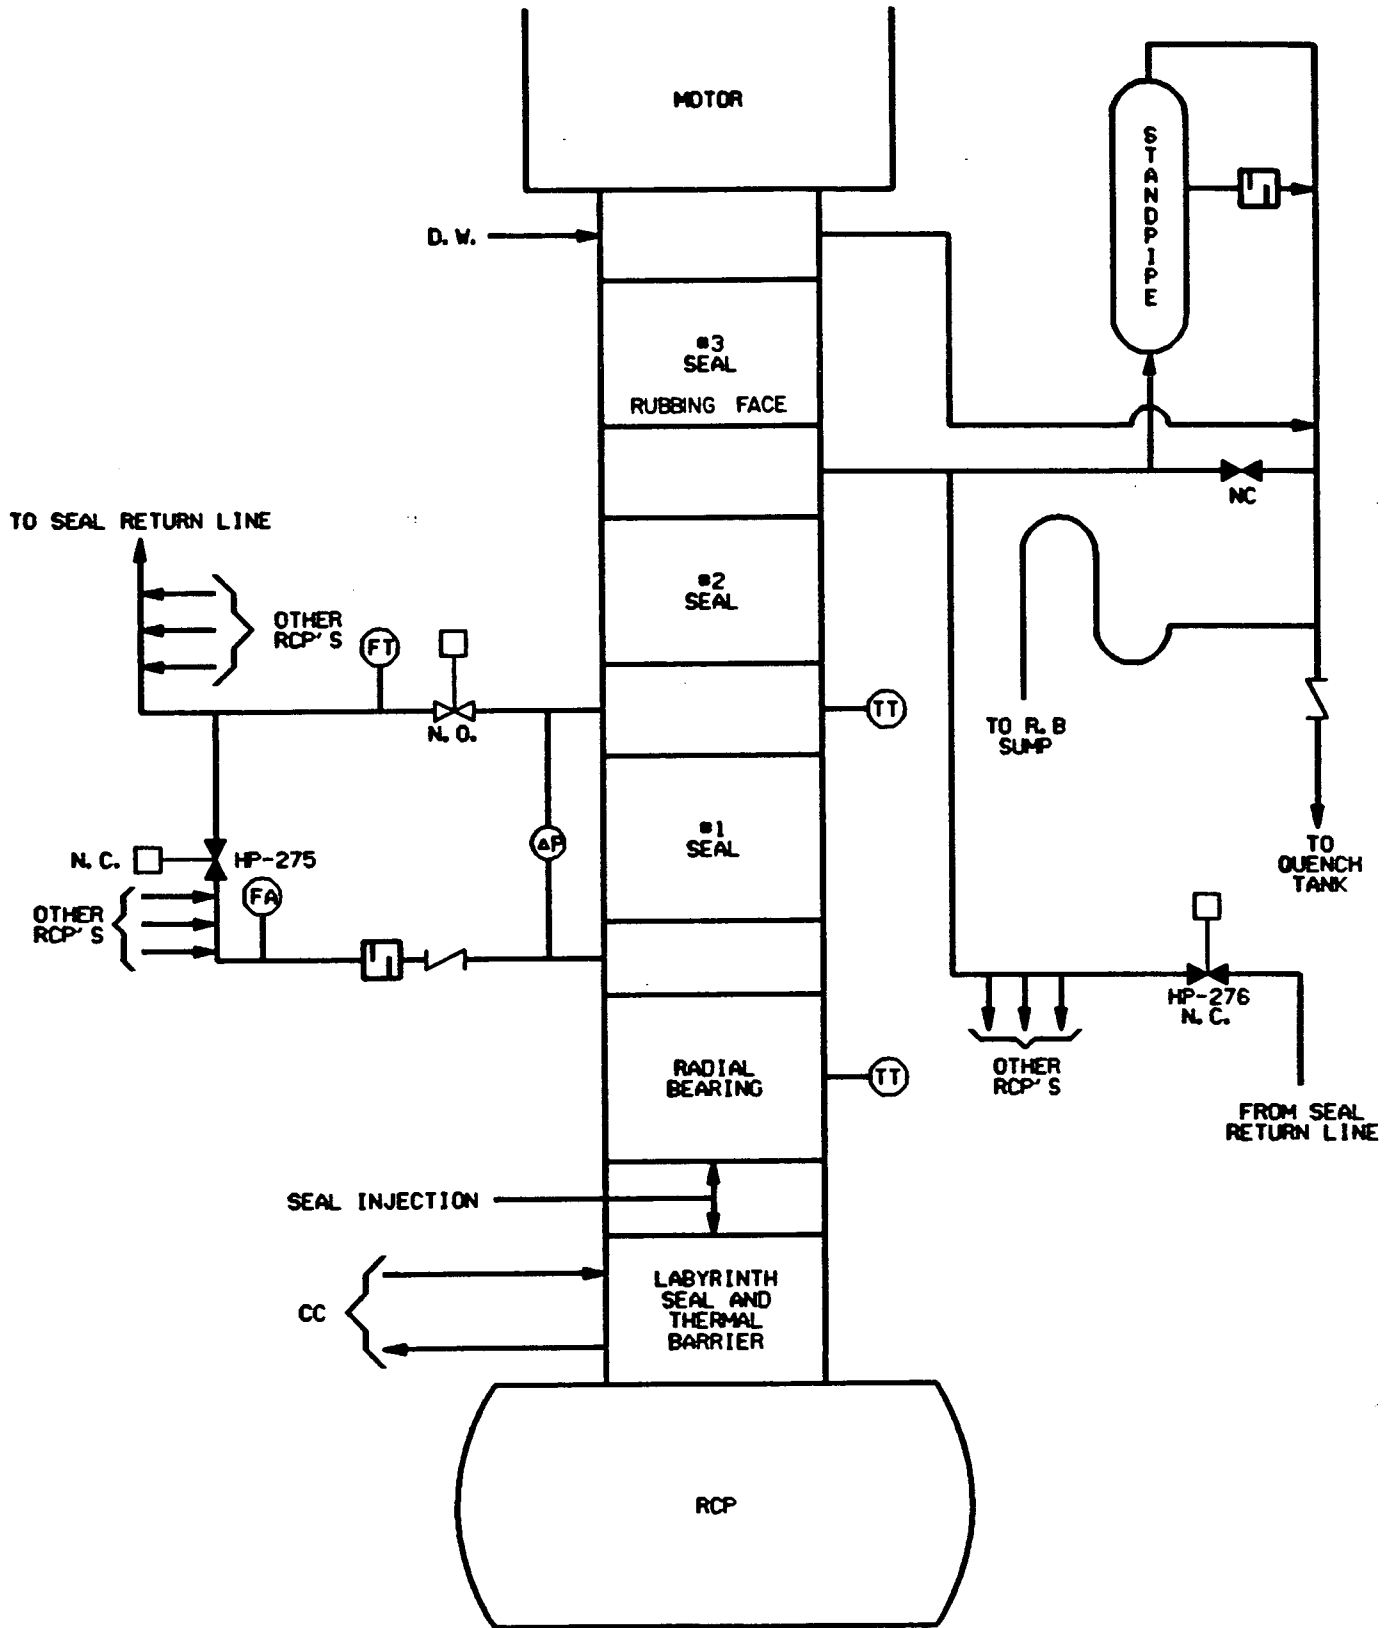 MOTOR
STANDPIPE
D.W.
#3
SEAL
RUBBING FACE
NC
TO SEAL RETURN LINE
#2
SEAL
OTHER
RCP'S
FT
N.O.
TT
TO R.B
SUMP
#1
SEAL
ΔP
N.C.
HP-275
TO
QUENCH
TANK
FA
OTHER
RCP'S
HP-276
N.C.
RADIAL
BEARING
TT
OTHER
RCP'S
FROM SEAL
RETURN LINE
SEAL INJECTION
LABYRINTH
SEAL AND
THERMAL
BARRIER
CC
RCP